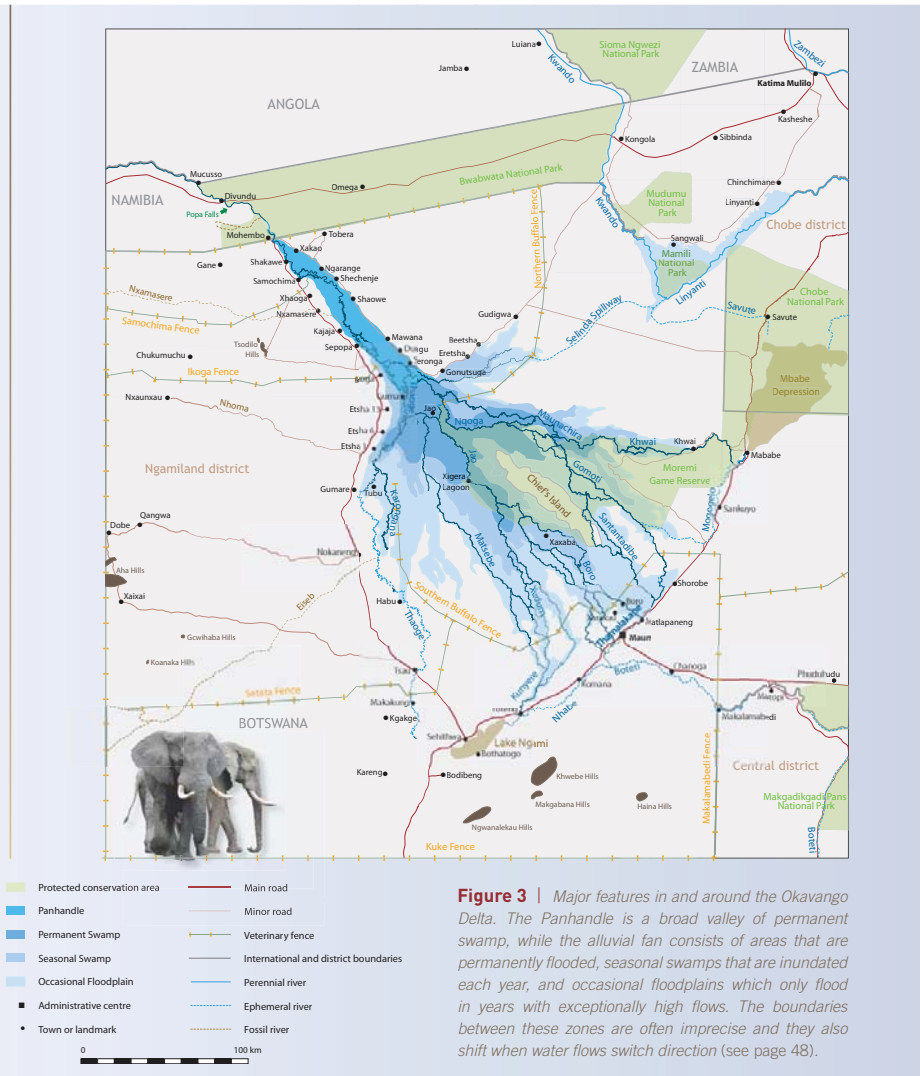 Luiana
Sioma Ngwezi
National Park
Zambezi
Jamba
Kwando
ZAMBIA
Katima Mulilo
ANGOLA
Kasheshe
Kongola
Sibbinda
Mucusso
Bwabwata National Park
Chinchimane
NAMIBIA
Divundu
Omega
Mudumu
National
Park
Linyanti
Popa Falls
Kwando
Chobe district
Mohembo
Tobera
Northern Buffalo Fence
Sangwali
Xakao
Mamili
National
Park
Gane
Shakawe
Ngarange
Shechenje
Samochima
Linyanti
Chobe
National Park
Nxamasere
Xhaoga
Shaowe
Savute
Savute
Nxamasere
Gudigwa
Selinda Spillway
Samochima Fence
Kajaja
Mawana
Beetsha
Tsodilo
Hills
Sepopa
Eretsha
Chukumuchu
Gonutsuga
Mbabe
Depression
Ikoga Fence
Nxaunxau
Nhoma
Etsha 13
Jao
Nqoga
Maunachira
Khwai
Khwai
Etsha 6
Mababe
Jao
Gomoti
Moremi
Game Reserve
Ngamiland district
Xigera
Lagoon
Chief's Island
Gumare
Tubu
Sankuyo
Qangwa
Santantadibe
Dobe
Xaxaba
Matsebe
Boro
Nokaneng
Aha Hills
Southern Buffalo Fence
Shorobe
Xaixai
Eiseb
Habu
Boro
Thaoge
Matlapaneng
Thamalakane
Gcwihaba Hills
Maun
Koanaka Hills
Boteti
Chanoga
Tsau
Kunyere
Komana
Phuduhudu
Setata Fence
Makakung
Nhabe
Motopi
Kgakge
Makalamabedi
BOTSWANA
Sehithwa
Lake Ngami
Bothatogo
Makalamabedi Fence
Central district
Kareng
Bodibeng
Khwebe Hills
Makgabana Hills
Haina Hills
Makgadikgadi Pans
National Park
Ngwanalekau Hills
Kuke Fence
Boteti
Protected conservation area
Panhandle
Permanent Swamp
Seasonal Swamp
Occasional Floodplain
Administrative centre
Town or landmark
Main road
Minor road
Veterinary fence
International and district boundaries
Perennial river
Ephemeral river
Fossil river
0 100 km
Figure 3 | Major features in and around the Okavango
Delta. The Panhandle is a broad valley of permanent
swamp, while the alluvial fan consists of areas that are
permanently flooded, seasonal swamps that are inundated
each year, and occasional floodplains which only flood
in years with exceptionally high flows. The boundaries
between these zones are often imprecise and they also
shift when water flows switch direction (see page 48).